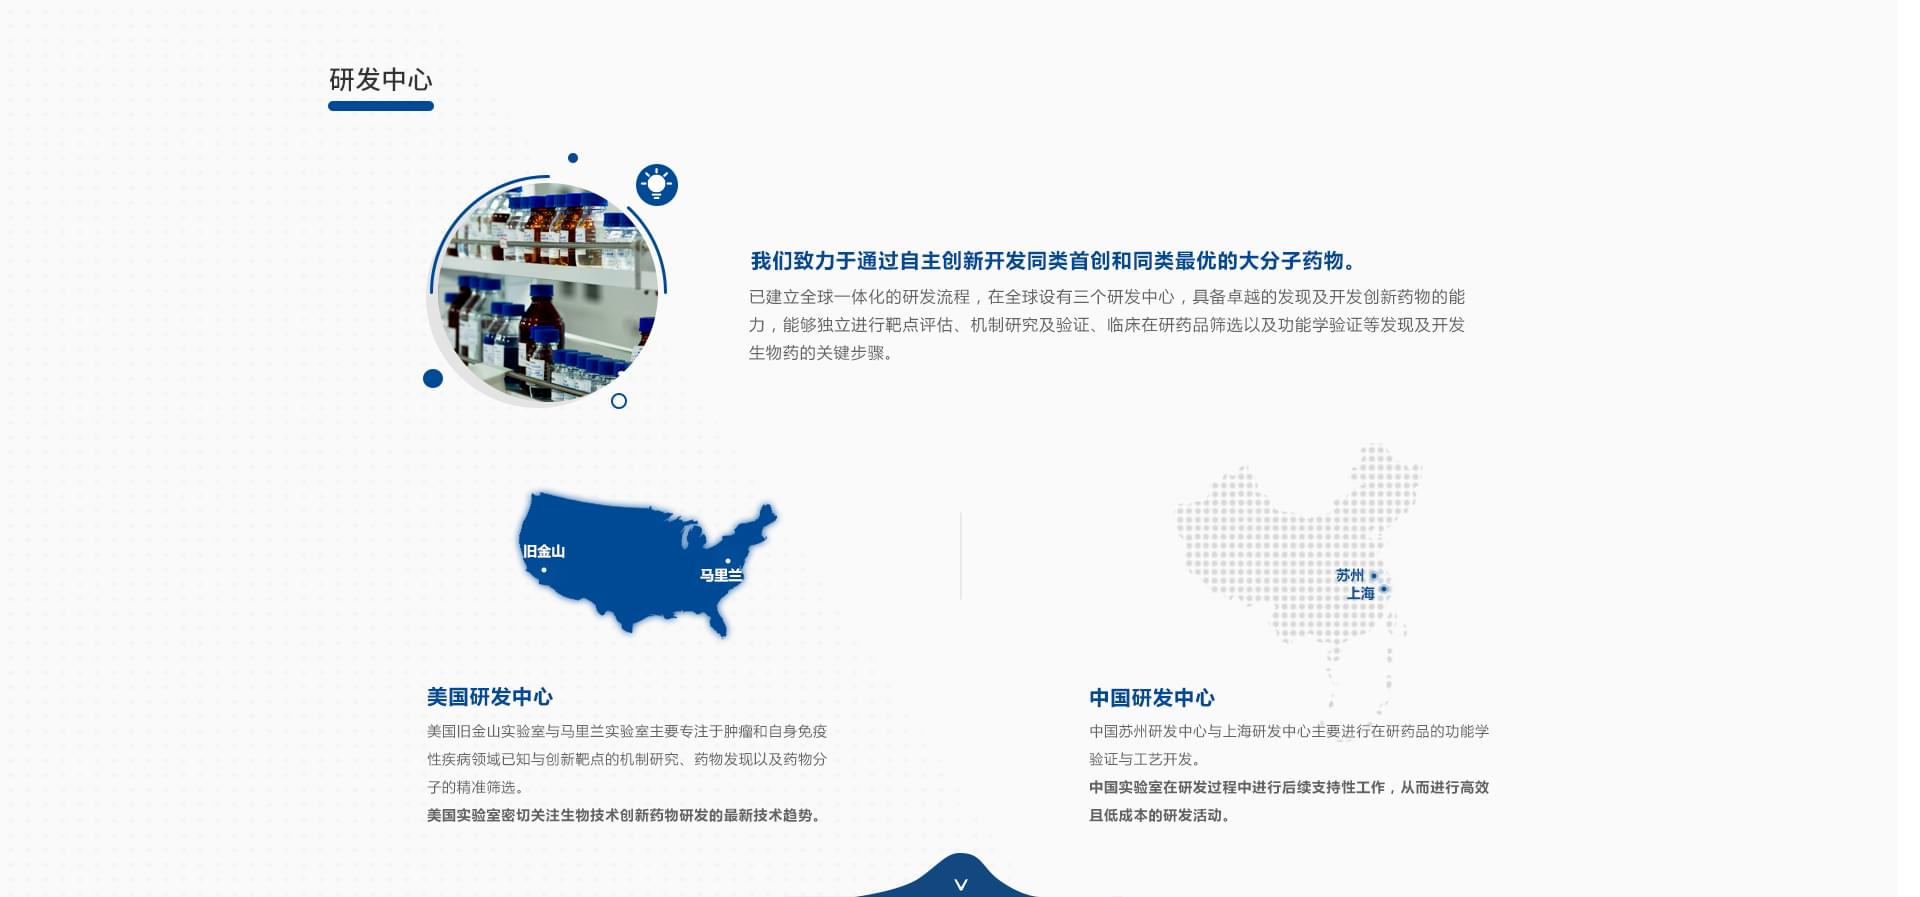 研发中心
我们致力于通过自主创新开发同类首创和同类最优的大分子药物。
已建立全球一体化的研发流程，在全球设有三个研发中心，具备卓越的发现及开发创新药物的能
力，能够独立进行靶点评估、机制研究及验证、临床在研药品筛选以及功能学验证等发现及开发
生物药的关键步骤。
旧金山
马里兰
苏州
上海
美国研发中心
美国旧金山实验室与马里兰实验室主要专注于肿瘤和自身免疫
性疾病领域已知与创新靶点的机制研究、药物发现以及药物分
子的精准筛选。
美国实验室密切关注生物技术创新药物研发的最新技术趋势。
中国研发中心
中国苏州研发中心与上海研发中心主要进行在研药品的功能学
验证与工艺开发。
中国实验室在研发过程中进行后续支持性工作，从而进行高效
且低成本的研发活动。